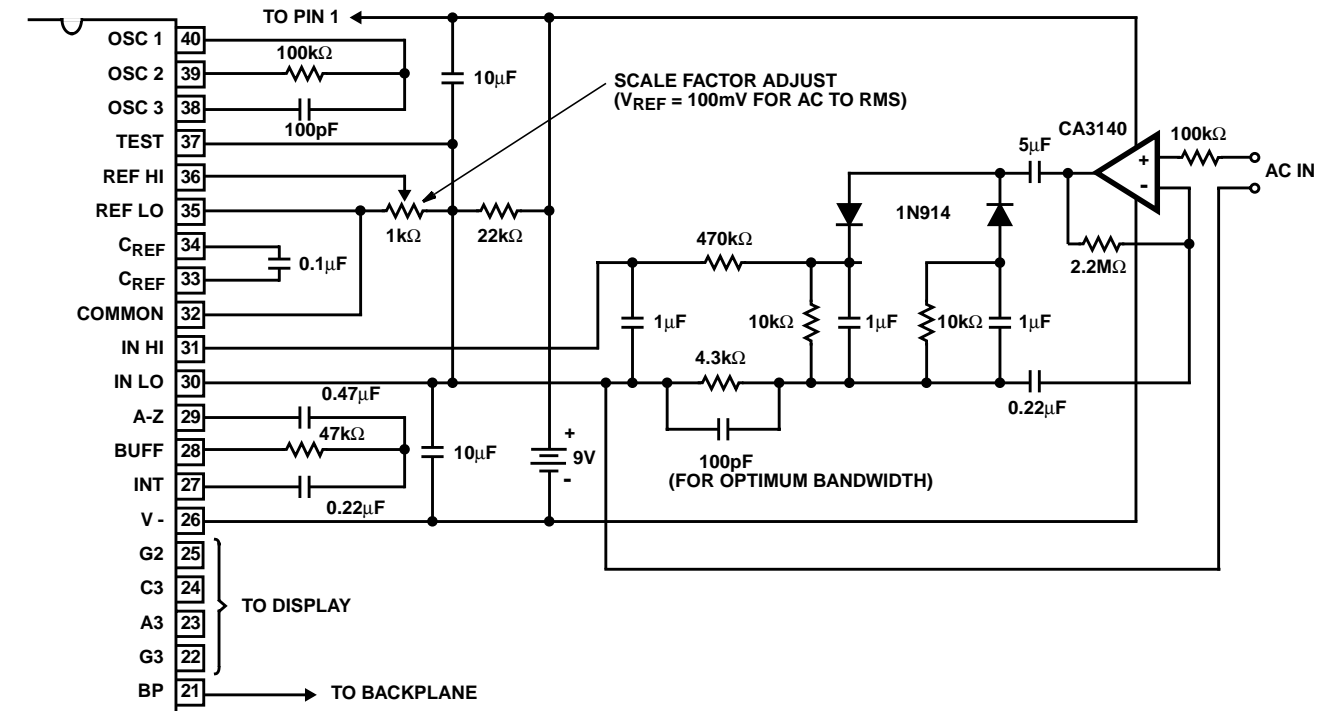 TO PIN 1
OSC 1 40
100kΩ
OSC 2 39
OSC 3 38
100pF
TEST 37
REF HI 36
REF LO 35
1kΩ
22kΩ
10μF
SCALE FACTOR ADJUST
(VREF = 100mV FOR AC TO RMS)
CREF 34
0.1μF
CREF 33
COMMON 32
IN HI 31
IN LO 30
0.47μF
A-Z 29
47kΩ
BUFF 28
INT 27
0.22μF
V - 26
10μF
+
9V
-
G2 25
C3 24
A3 23
G3 22
TO DISPLAY
BP 21
TO BACKPLANE
CA3140
100kΩ
+
-
AC IN
5μF
2.2MΩ
1N914
470kΩ
1μF
10kΩ
1μF
10kΩ
1μF
4.3kΩ
100pF
(FOR OPTIMUM BANDWIDTH)
0.22μF